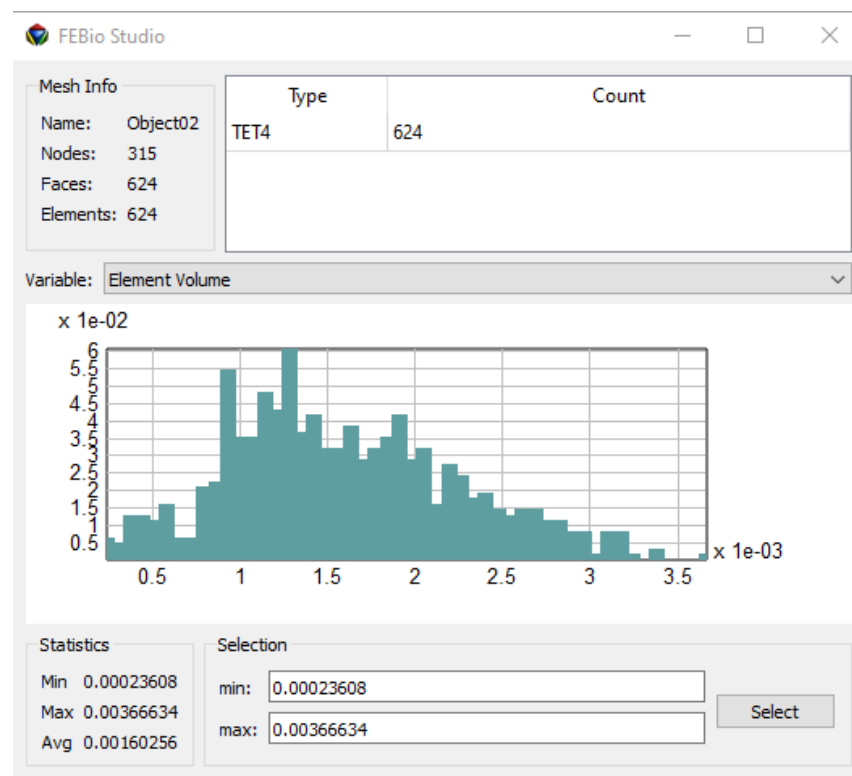 FEBio Studio
Mesh Info
Name: Object02
Nodes: 315
Faces: 624
Elements: 624
Type Count
TET4 624
Variable: Element Volume
x 1e-02
6
5.5
5
4.5
4
3.5
3
2.5
2
1.5
1
0.5
0.5 1 1.5 2 2.5 3 3.5 x 1e-03
Statistics
Min 0.00023608
Max 0.00366634
Avg 0.00160256
Selection
min: 0.00023608
max: 0.00366634
Select